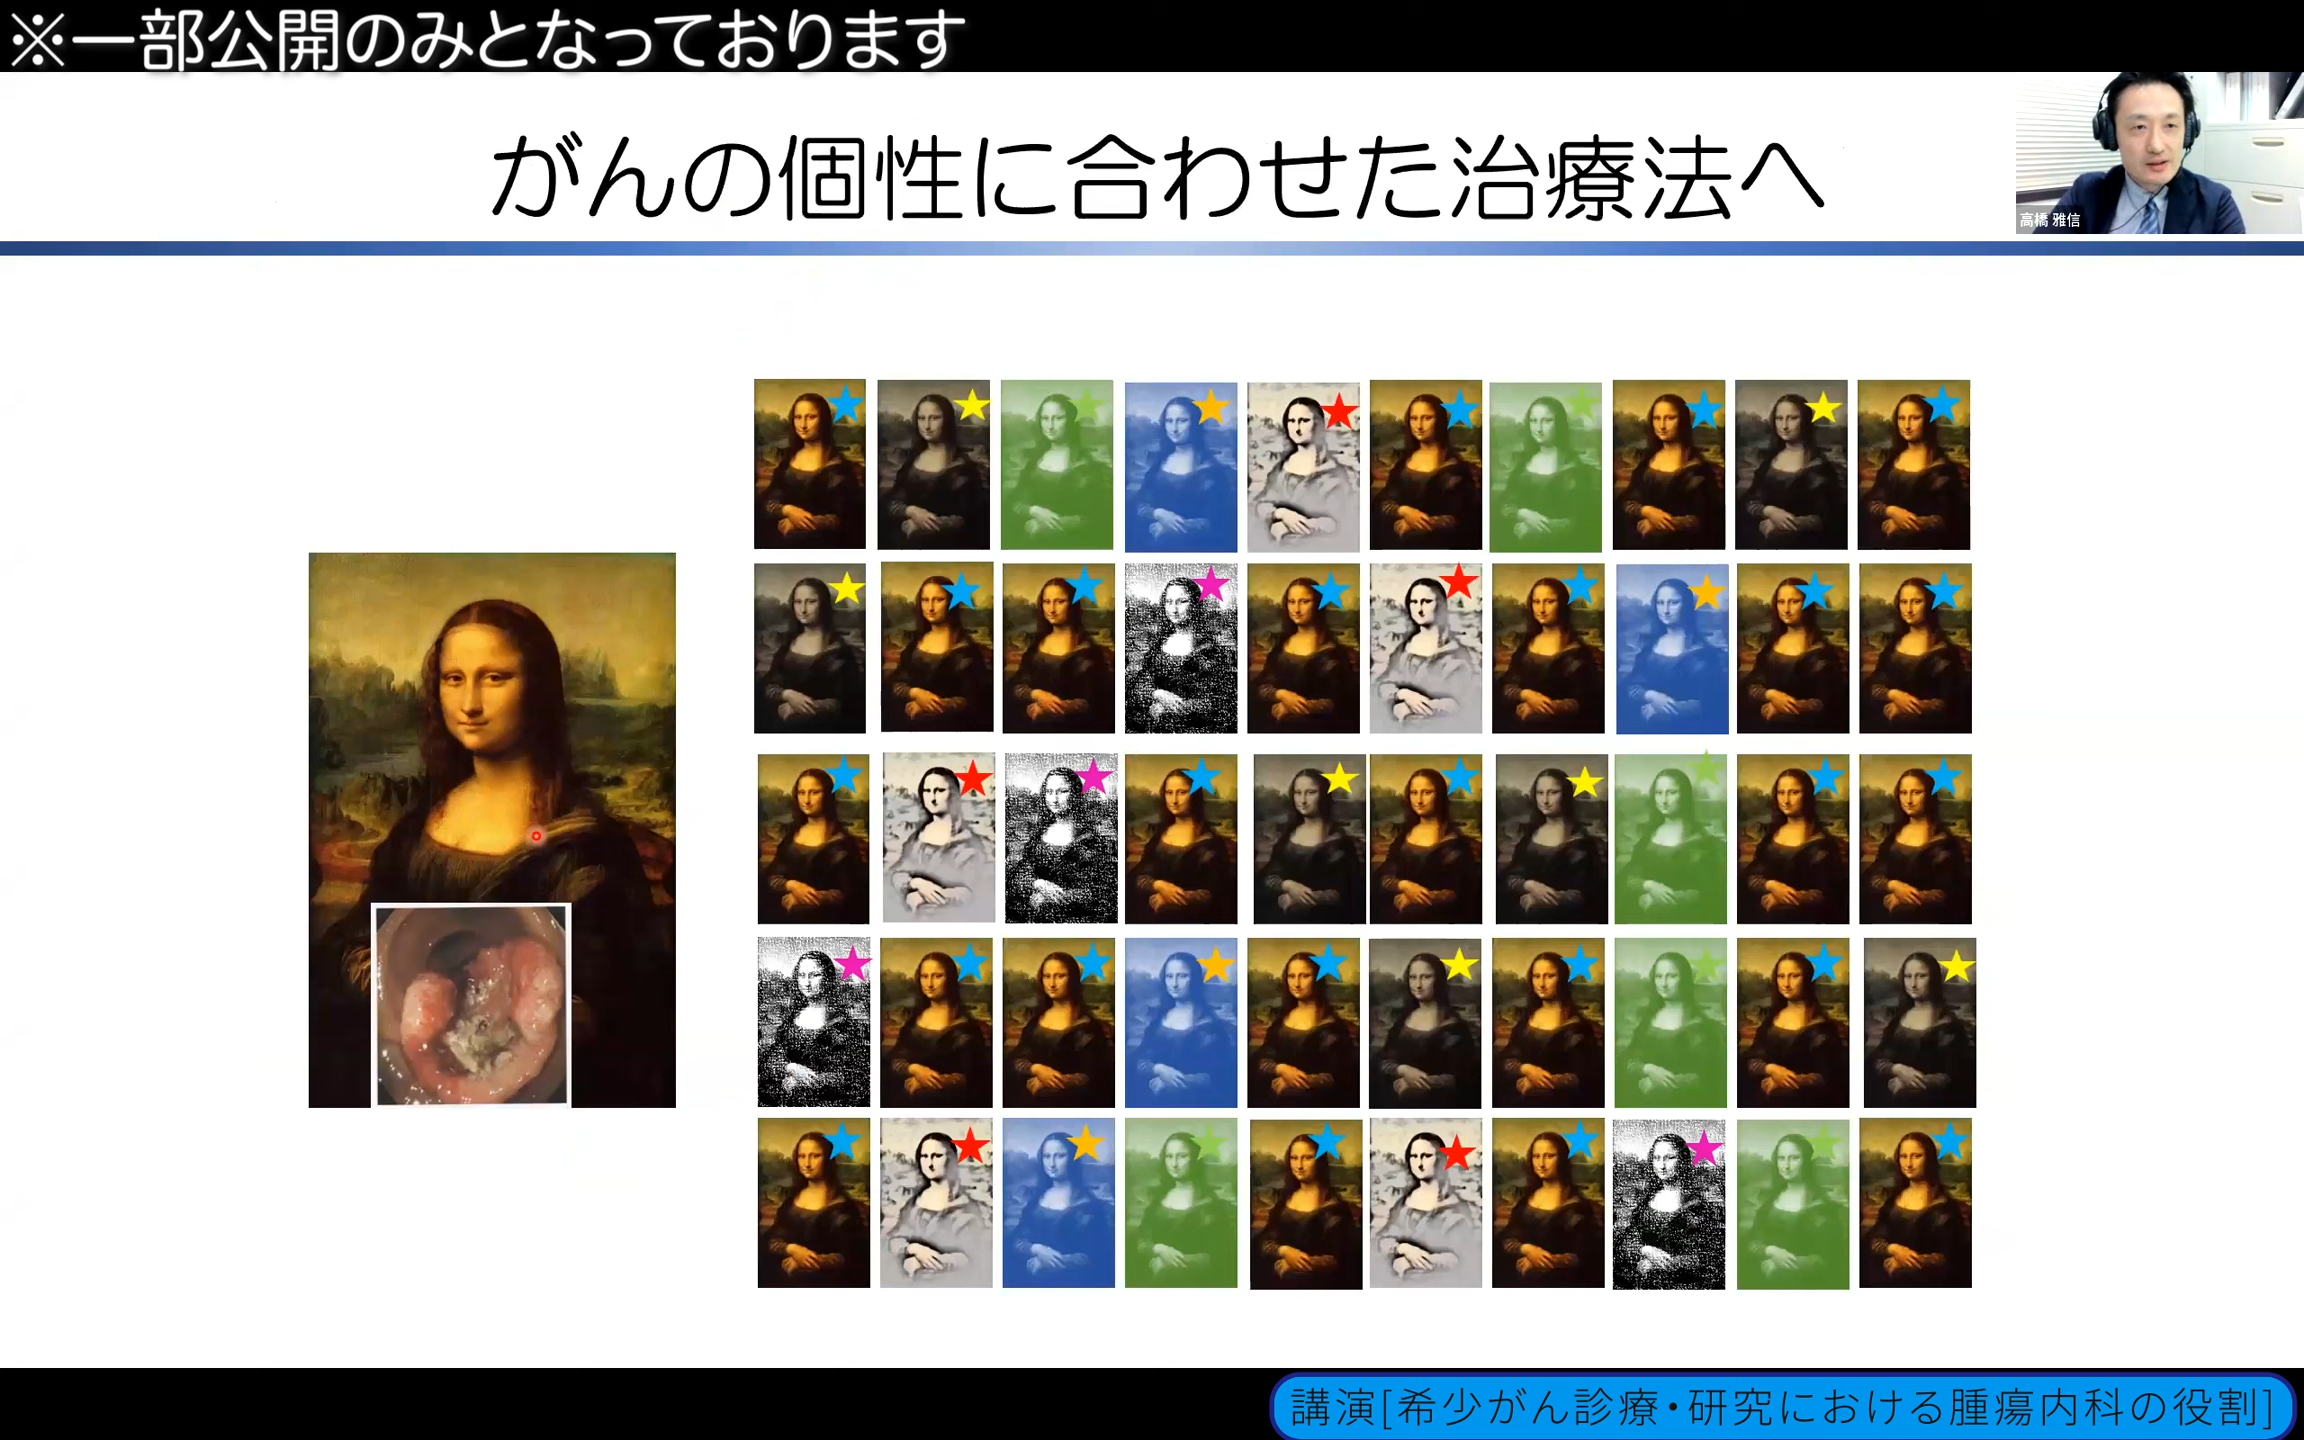 ※一部公開のみとなっております
がんの個性に合わせた治療法へ
高橋 雅信
講演[希少がん診療・研究における腫瘍内科の役割]